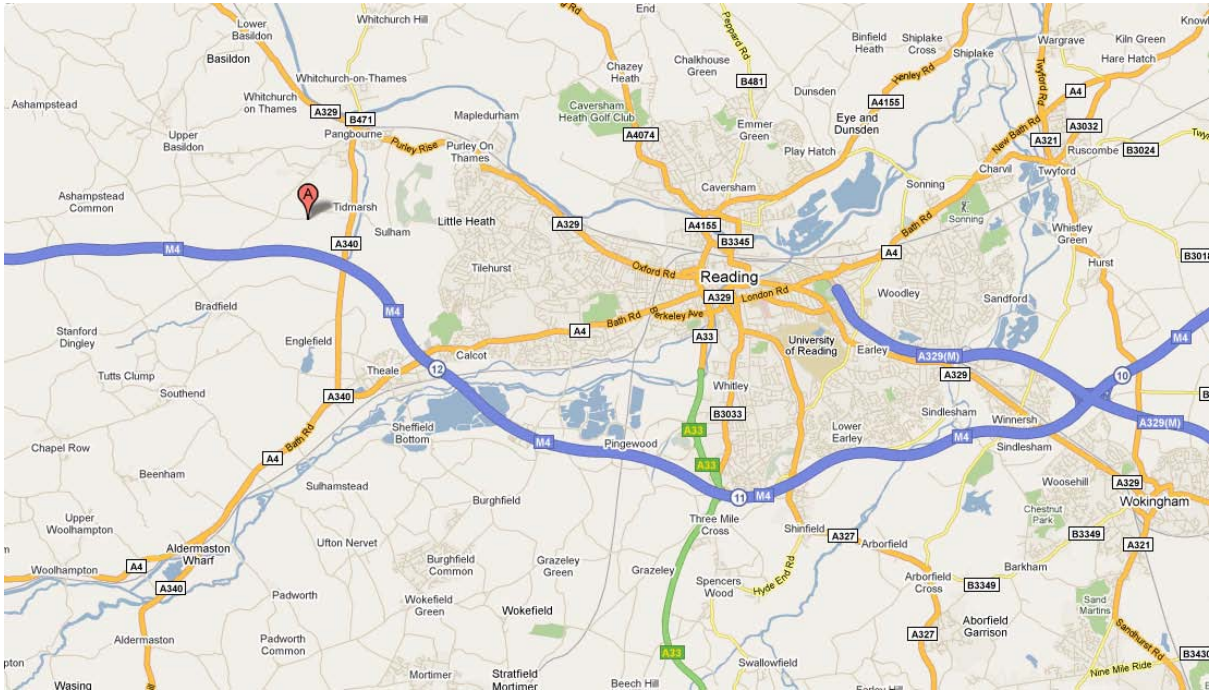 Lower
Basildon
Basildon
Whitchurch Hill
Whitchurch-on-Thames
Ashampstead
Whitchurch
on Thames
A329
B471
Pangbourne
Upper
Basildon
Purley Rise
Purley On
Thames
Mapledurham
Chazey
Heath
Caversham
Heath Golf Club
A4074
End
Peppard Rd
Chalkhouse
Green
B481
Emmer
Green
Binfield
Heath
Shiplake
Cross
Shiplake
Dunsden
Henley Rd
A4155
Eye and
Dunsden
Play Hatch
Wargrave
Kiln Green
Hare Hatch
Twyford Rd
A4
New Bath Rd
A3032
A321
Ruscombe
B3024
Twyford
Charvil
Sonning
Sonning
Ashampstead
Common
A
Tidmarsh
Sulham
Little Heath
A340
A329
Caversham
A4155
B3345
Bath Rd
A4
Whistley
Green
Hurst
B3018
M4
Tilehurst
Oxford Rd
Reading
A329
London Rd
Berkeley Ave
Woodley
Sandford
Bradfield
M4
Stanford
Dingley
Englefield
A4
Bath Rd
A33
University
of Reading
Earley
A329(M)
M4
Calcot
12
Theale
Tutts Clump
Southend
A340
Whitley
A329
10
B3033
Sindlesham
Winnersh
A329(M)
Sheffield
Bottom
Bath Rd
A33
Lower
Earley
M4
Sindlesham
Chapel Row
M4
Pingewood
A4
A33
Beenham
Sulhamstead
Burghfield
11
M4
Woosehill
A329
Wokingham
Chestnut
Park
Upper
Woolhampton
Three Mile
Cross
Shinfield
A327
Arborfield
B3349
A321
Ufton Nervet
Aldermaston
Wharf
Woolhampton
A4
A340
Burghfield
Common
Grazeley
Green
Grazeley
Hyde End Rd
Spencers
Wood
Arborfield
Cross
B3349
Barkham
Padworth
Wokefield
Green
Wokefield
Sand
Martins
Aborfield
Garrison
A327
Sandhurst Rd
Aldermaston
Padworth
Common
A33
Swallowfield
B3430
Nine Mile Ride
Wasing
Mortimer
Stratfield
Mortimer
Beech Hill